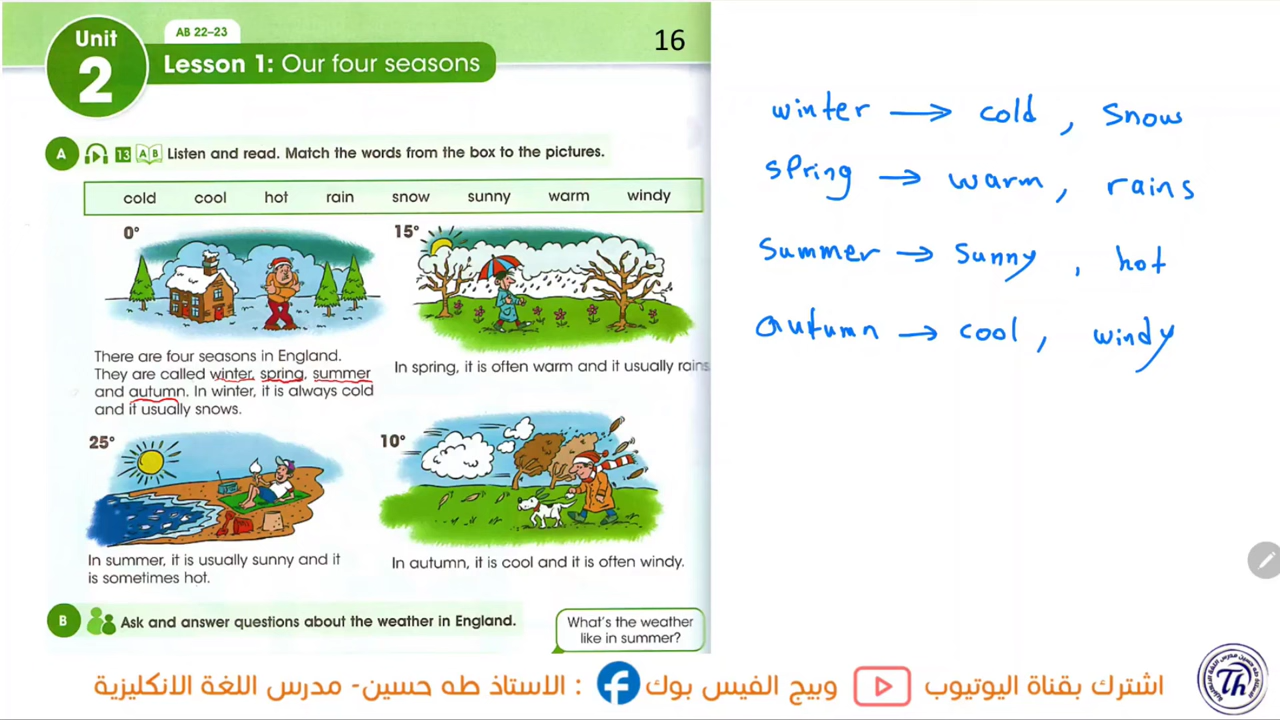 Unit
2
AB 22–23
Lesson 1: Our four seasons
16
A 13 AB Listen and read. Match the words from the box to the pictures.
cold cool hot rain snow sunny warm windy
0°
15°
There are four seasons in England.
They are called winter, spring, summer
and autumn. In winter, it is always cold
and it usually snows.
In spring, it is often warm and it usually rains
25°
10°
In summer, it is usually sunny and it
is sometimes hot.
In autumn, it is cool and it is often windy.
B Ask and answer questions about the weather in England.
What's the weather
like in summer?
winter → cold , snow
spring → warm , rains
summer → sunny , hot
autumn → cool , windy
اشترك بقناة اليوتيوب وبيج الفيس بوك : الاستاذ طه حسين- مدرس اللغة الانكليزية
Th